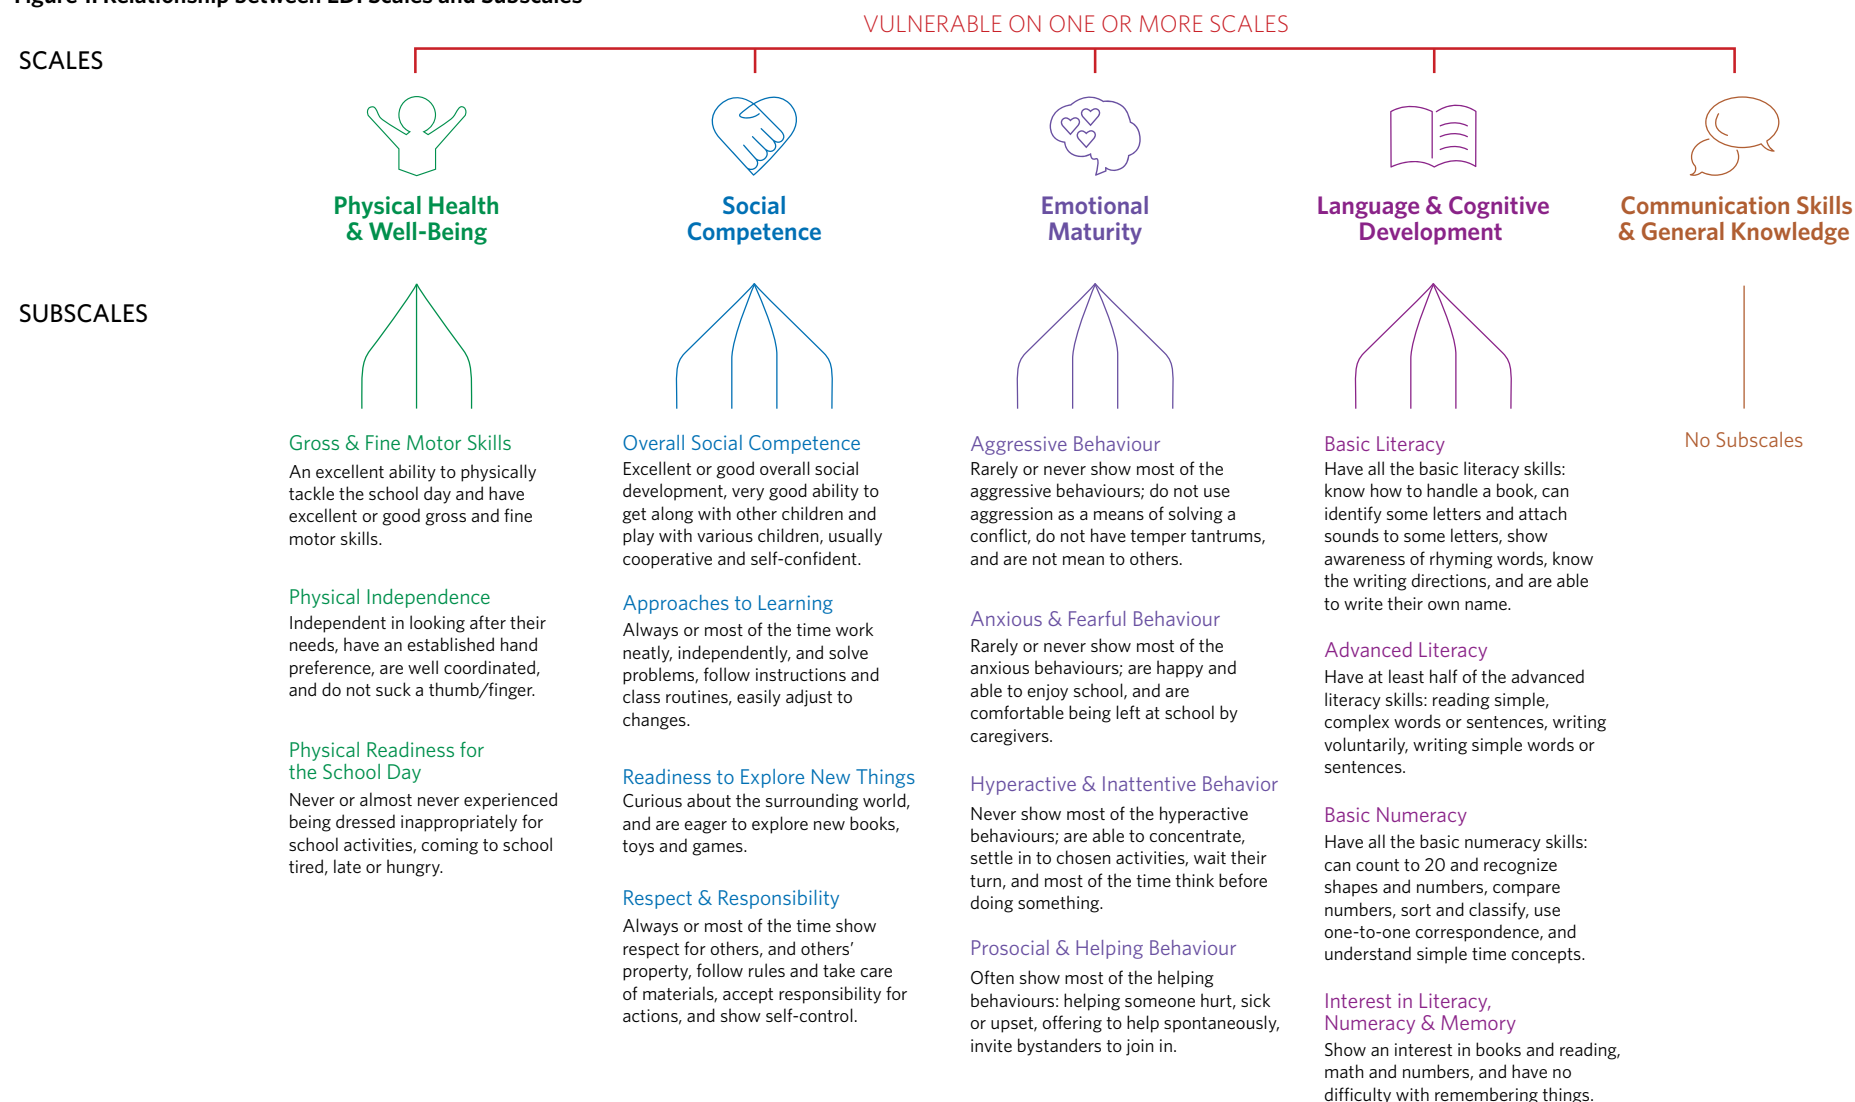 Figure 1. Relationship between EDI Scales and Subscales
VULNERABLE ON ONE OR MORE SCALES
SCALES
Physical Health
& Well-Being
Social
Competence
Emotional
Maturity
Language & Cognitive
Development
Communication Skills
& General Knowledge
SUBSCALES
Gross & Fine Motor Skills
An excellent ability to physically
tackle the school day and have
excellent or good gross and fine
motor skills.
Physical Independence
Independent in looking after their
needs, have an established hand
preference, are well coordinated,
and do not suck a thumb/finger.
Physical Readiness for
the School Day
Never or almost never experienced
being dressed inappropriately for
school activities, coming to school
tired, late or hungry.
Overall Social Competence
Excellent or good overall social
development, very good ability to
get along with other children and
play with various children, usually
cooperative and self-confident.
Approaches to Learning
Always or most of the time work
neatly, independently, and solve
problems, follow instructions and
class routines, easily adjust to
changes.
Readiness to Explore New Things
Curious about the surrounding world,
and are eager to explore new books,
toys and games.
Respect & Responsibility
Always or most of the time show
respect for others, and others’
property, follow rules and take care
of materials, accept responsibility for
actions, and show self-control.
Aggressive Behaviour
Rarely or never show most of the
aggressive behaviours; do not use
aggression as a means of solving a
conflict, do not have temper tantrums,
and are not mean to others.
Anxious & Fearful Behaviour
Rarely or never show most of the
anxious behaviours; are happy and
able to enjoy school, and are
comfortable being left at school by
caregivers.
Hyperactive & Inattentive Behavior
Never show most of the hyperactive
behaviours; are able to concentrate,
settle in to chosen activities, wait their
turn, and most of the time think before
doing something.
Prosocial & Helping Behaviour
Often show most of the helping
behaviours: helping someone hurt, sick
or upset, offering to help spontaneously,
invite bystanders to join in.
Basic Literacy
Have all the basic literacy skills:
know how to handle a book, can
identify some letters and attach
sounds to some letters, show
awareness of rhyming words, know
the writing directions, and are able
to write their own name.
Advanced Literacy
Have at least half of the advanced
literacy skills: reading simple,
complex words or sentences, writing
voluntarily, writing simple words or
sentences.
Basic Numeracy
Have all the basic numeracy skills:
can count to 20 and recognize
shapes and numbers, compare
numbers, sort and classify, use
one-to-one correspondence, and
understand simple time concepts.
Interest in Literacy,
Numeracy & Memory
Show an interest in books and reading,
math and numbers, and have no
difficulty with remembering things.
No Subscales